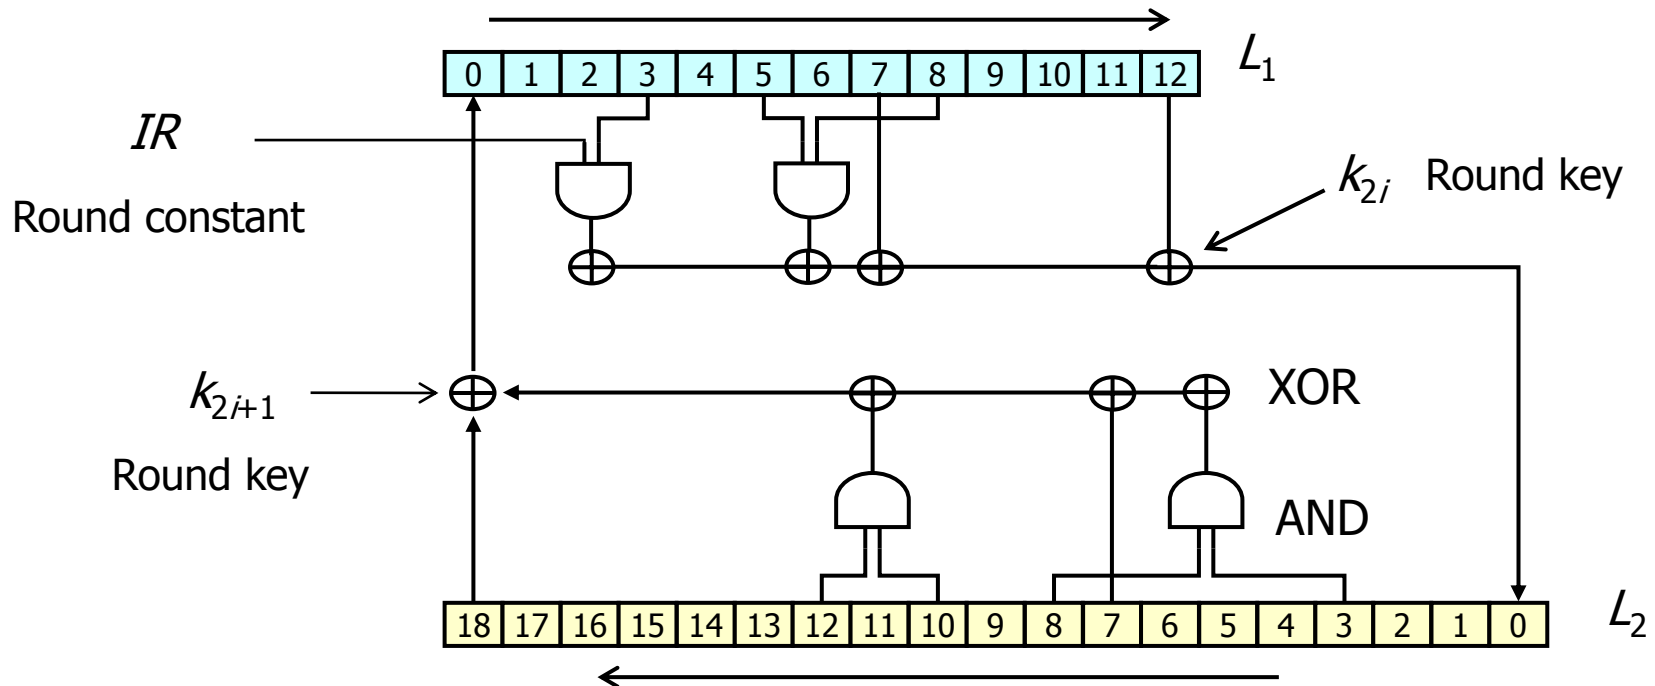 0 1 2 3 4 5 6 7 8 9 10 11 12
L1
IR
Round constant
k2i Round key
k2i+1
Round key
XOR
AND
18 17 16 15 14 13 12 11 10 9 8 7 6 5 4 3 2 1 0
L2